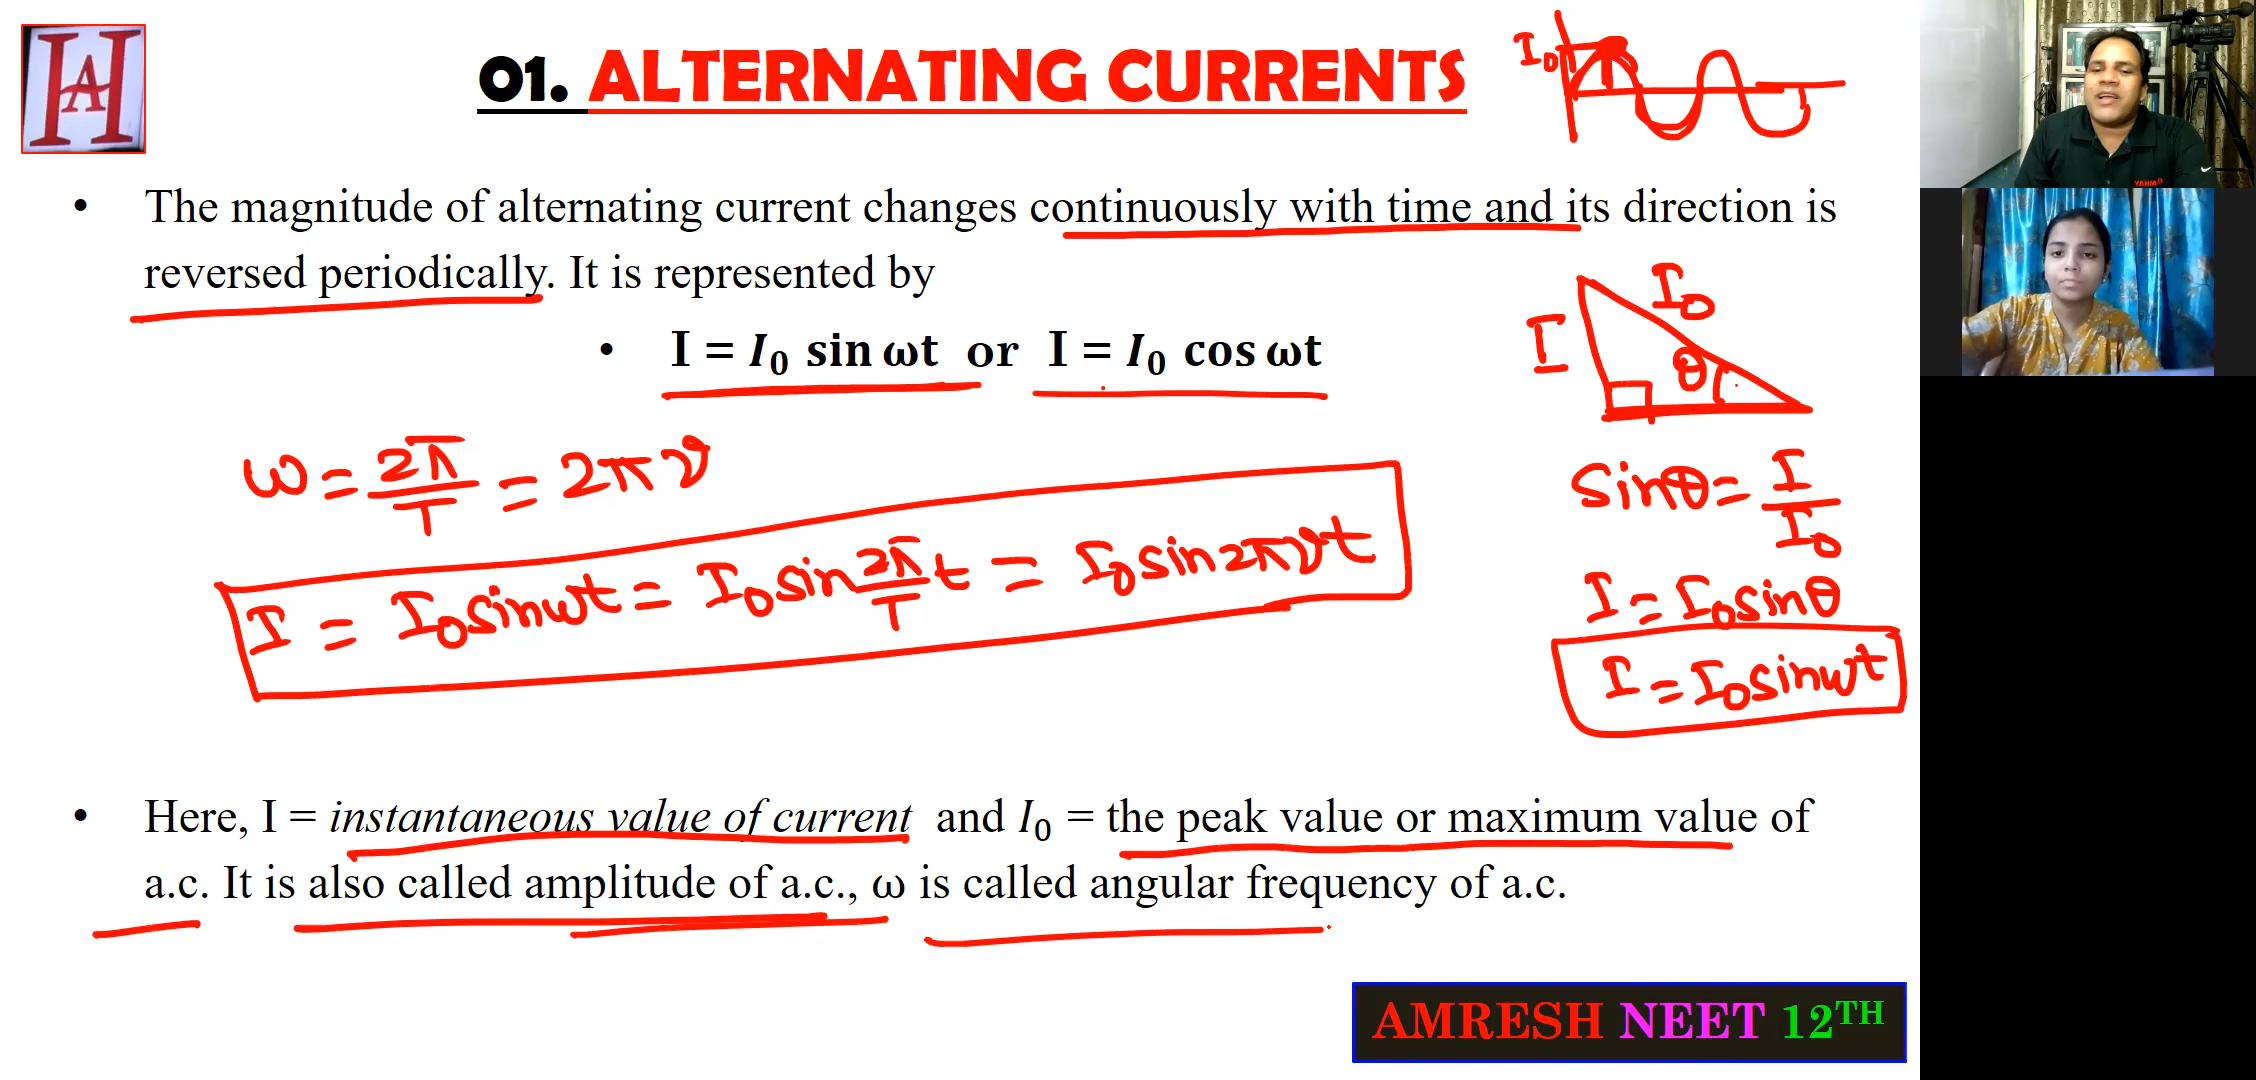 HA
01. ALTERNATING CURRENTS
I₀
• The magnitude of alternating current changes continuously with time and its direction is
reversed periodically. It is represented by
• I = I₀ sin ωt or I = I₀ cos ωt
I₀
I
θ
ω = 2π/T = 2πν
sinθ = I/I₀
I = I₀sinωt = I₀sin 2π/T t = I₀sin2πνt
I = I₀sinθ
I = I₀sinωt
• Here, I = instantaneous value of current and I₀ = the peak value or maximum value of
a.c. It is also called amplitude of a.c., ω is called angular frequency of a.c.
AMRESH NEET 12TH